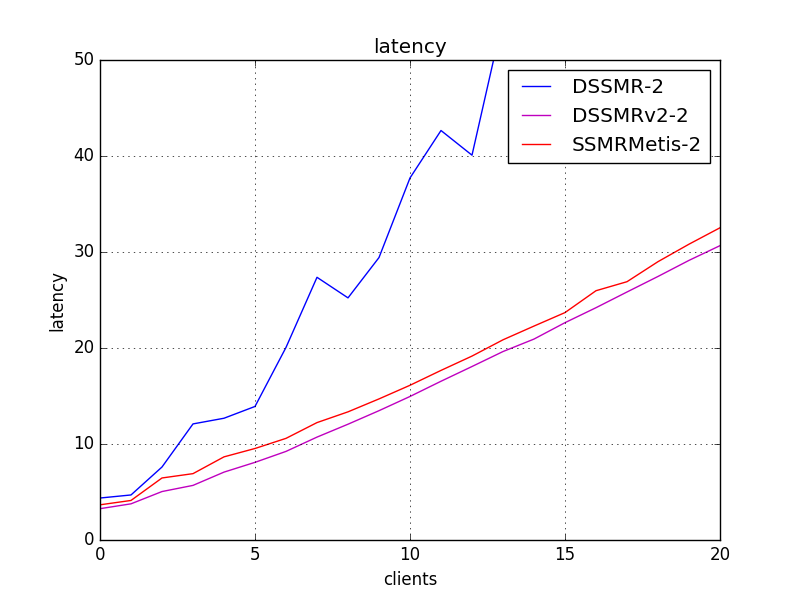 latency
50
40
30
20
10
0
latency
DSSMR-2
DSSMRv2-2
SSMRMetis-2
0 5 10 15 20
clients